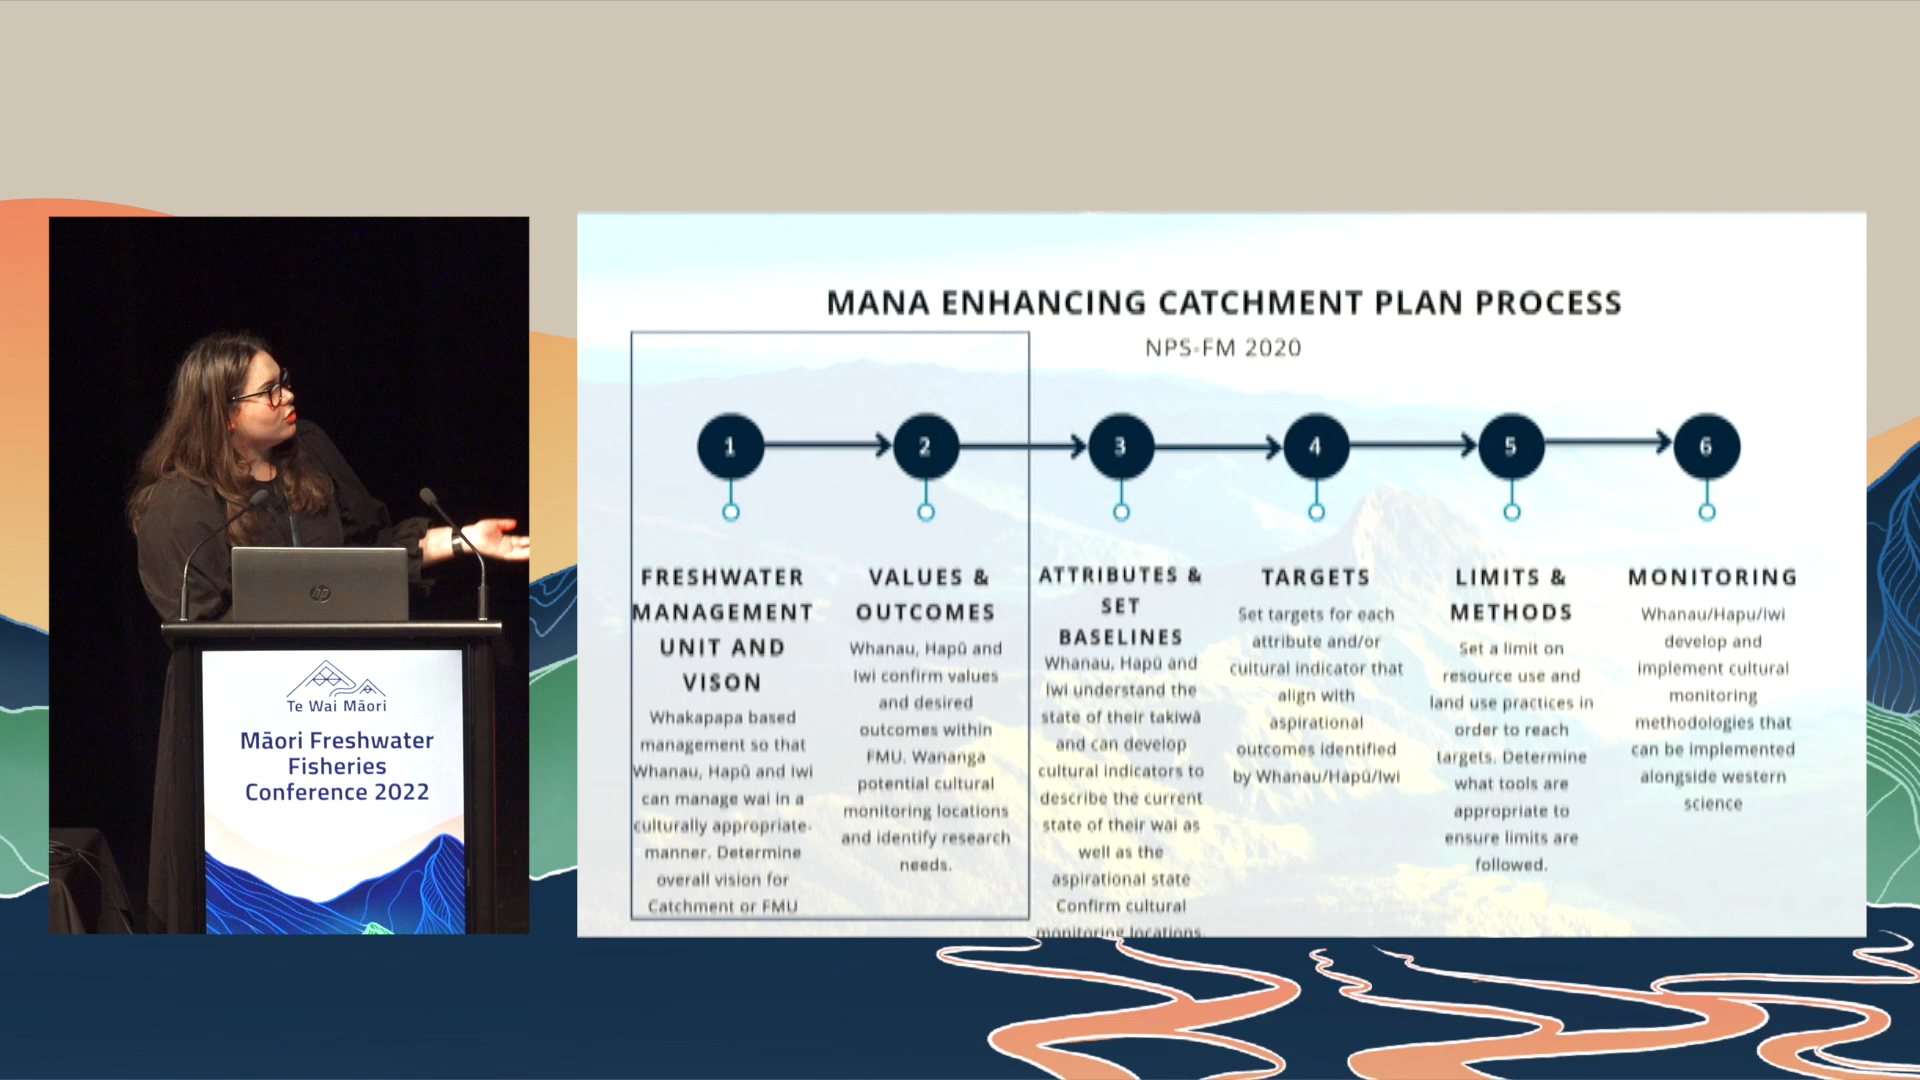 MANA ENHANCING CATCHMENT PLAN PROCESS
NPS-FM 2020
1
2
3
4
5
6
FRESHWATER
MANAGEMENT
UNIT AND
VISON
Whakapapa based
management so that
Whanau, Hapū and Iwi
can manage wai in a
culturally appropriate-
manner. Determine
overall vision for
Catchment or FMU
VALUES &
OUTCOMES
Whanau, Hapū and
Iwi confirm values
and desired
outcomes within
FMU. Wananga
potential cultural
monitoring locations
and identify research
needs.
ATTRIBUTES &
SET
BASELINES
Whanau, Hapū and
Iwi understand the
state of their takiwā
and can develop
cultural indicators to
describe the current
state of their wai as
well as the
aspirational state
Confirm cultural
monitoring locations.
TARGETS
Set targets for each
attribute and/or
cultural indicator that
align with
aspirational
outcomes identified
by Whanau/Hapū/Iwi
LIMITS &
METHODS
Set a limit on
resource use and
land use practices in
order to reach
targets. Determine
what tools are
appropriate to
ensure limits are
followed.
MONITORING
Whanau/Hapu/Iwi
develop and
implement cultural
monitoring
methodologies that
can be implemented
alongside western
science
hp
Te Wai Māori
Māori Freshwater
Fisheries
Conference 2022